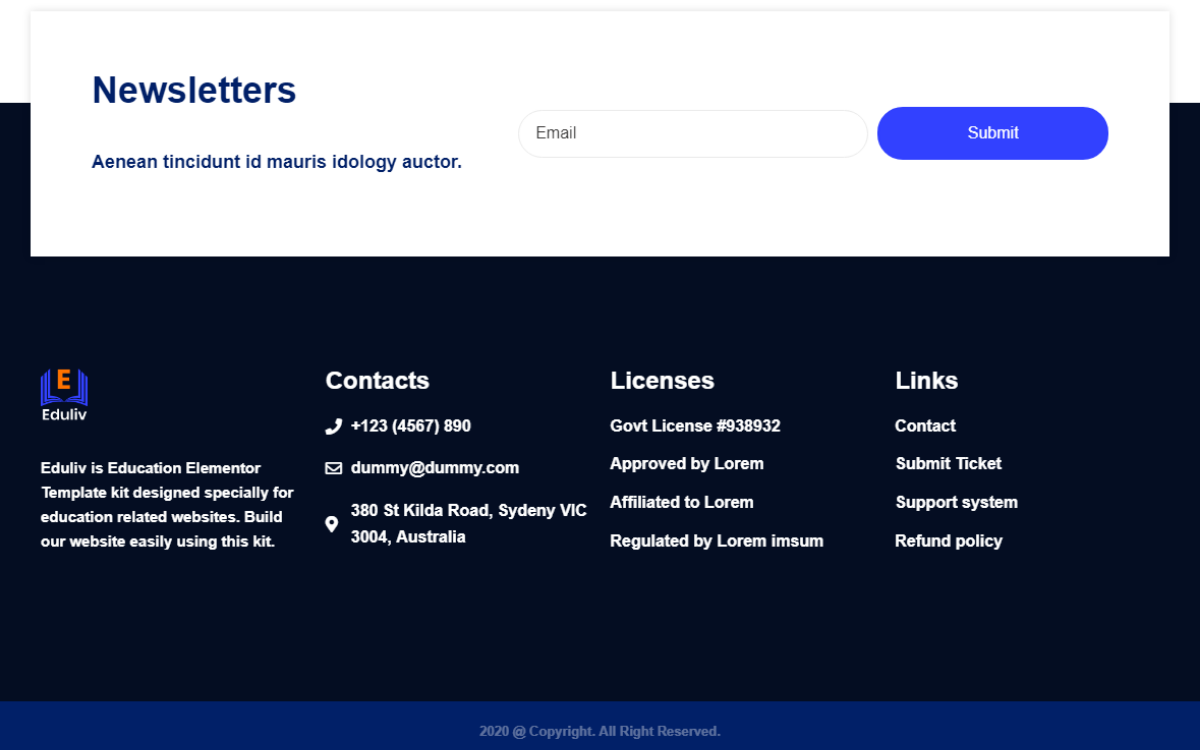 Newsletters
Aenean tincidunt id mauris idology auctor.
Email
Submit
E
Eduliv
Eduliv is Education Elementor
Template kit designed specially for
education related websites. Build
our website easily using this kit.
Contacts
+123 (4567) 890
dummy@dummy.com
380 St Kilda Road, Sydeny VIC
3004, Australia
Licenses
Govt License #938932
Approved by Lorem
Affiliated to Lorem
Regulated by Lorem imsum
Links
Contact
Submit Ticket
Support system
Refund policy
2020 @ Copyright. All Right Reserved.